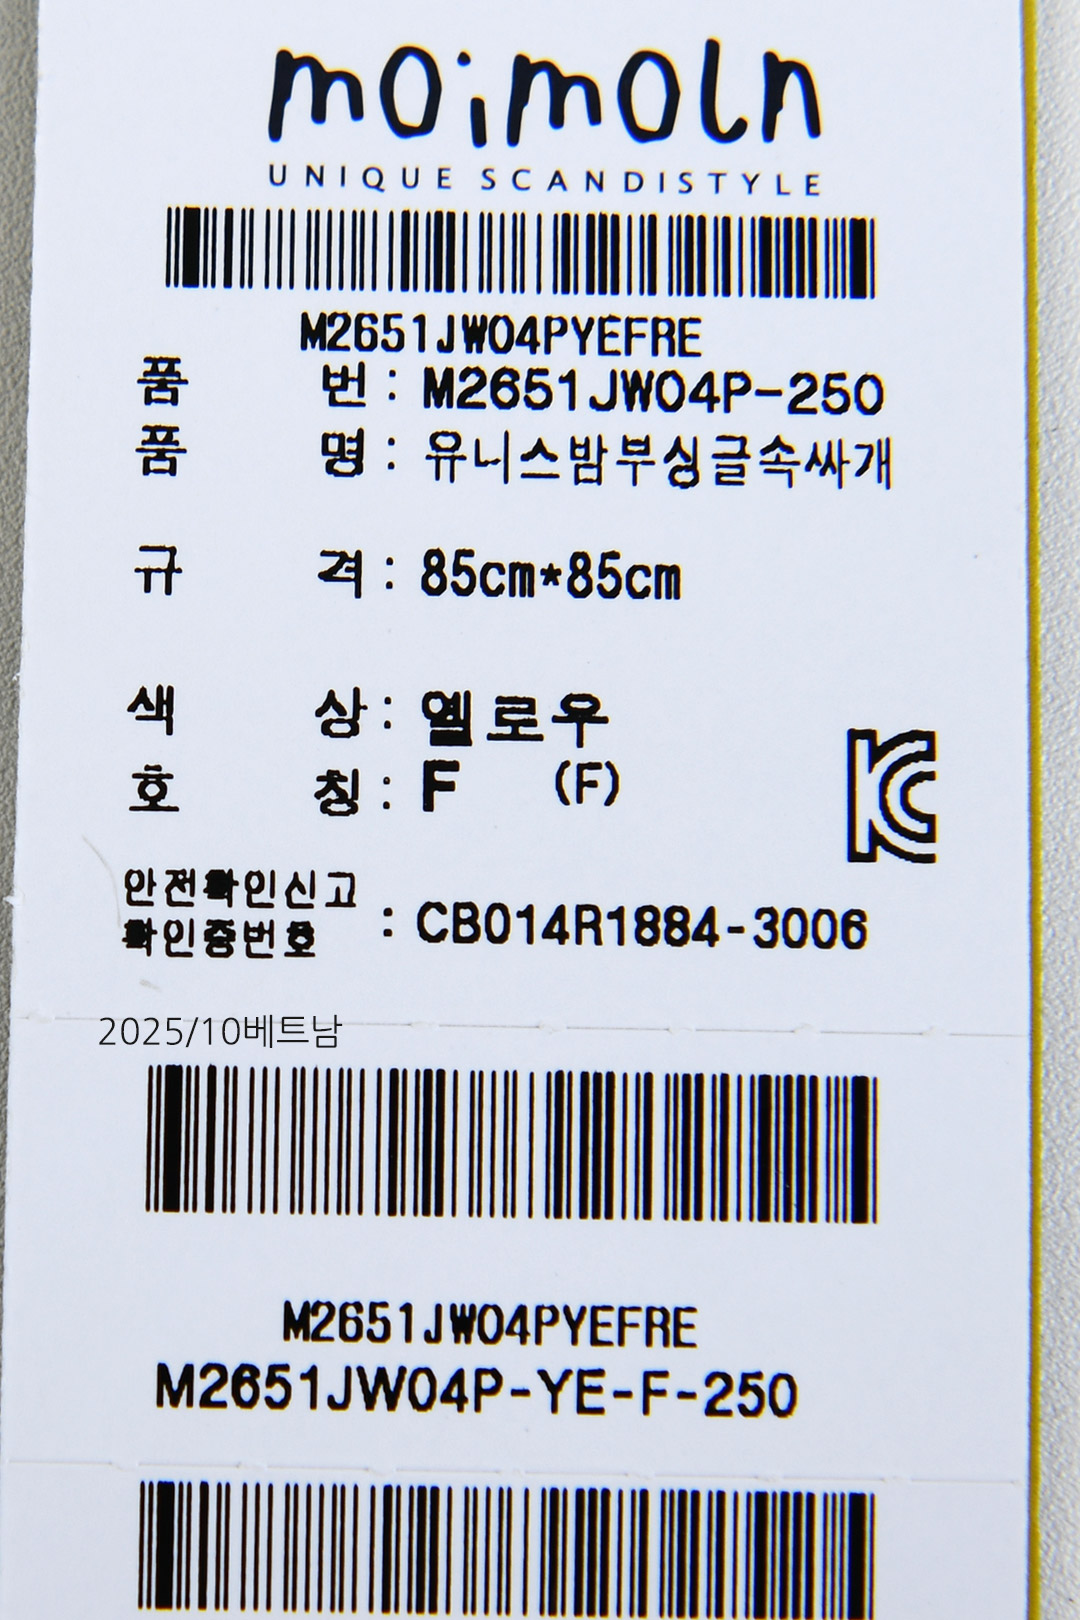 moimoln
UNIQUE SCANDISTYLE
M2651JW04PYEFRE
품 번 : M2651JW04P-250
품 명 : 유니스밤부싱글속싸개
규 격 : 85cm*85cm
색 상 : 옐로우
호 칭 : F (F)
안전확인신고
확인증번호 : CB014R1884-3006
2025/10베트남
M2651JW04PYEFRE
M2651JW04P-YE-F-250